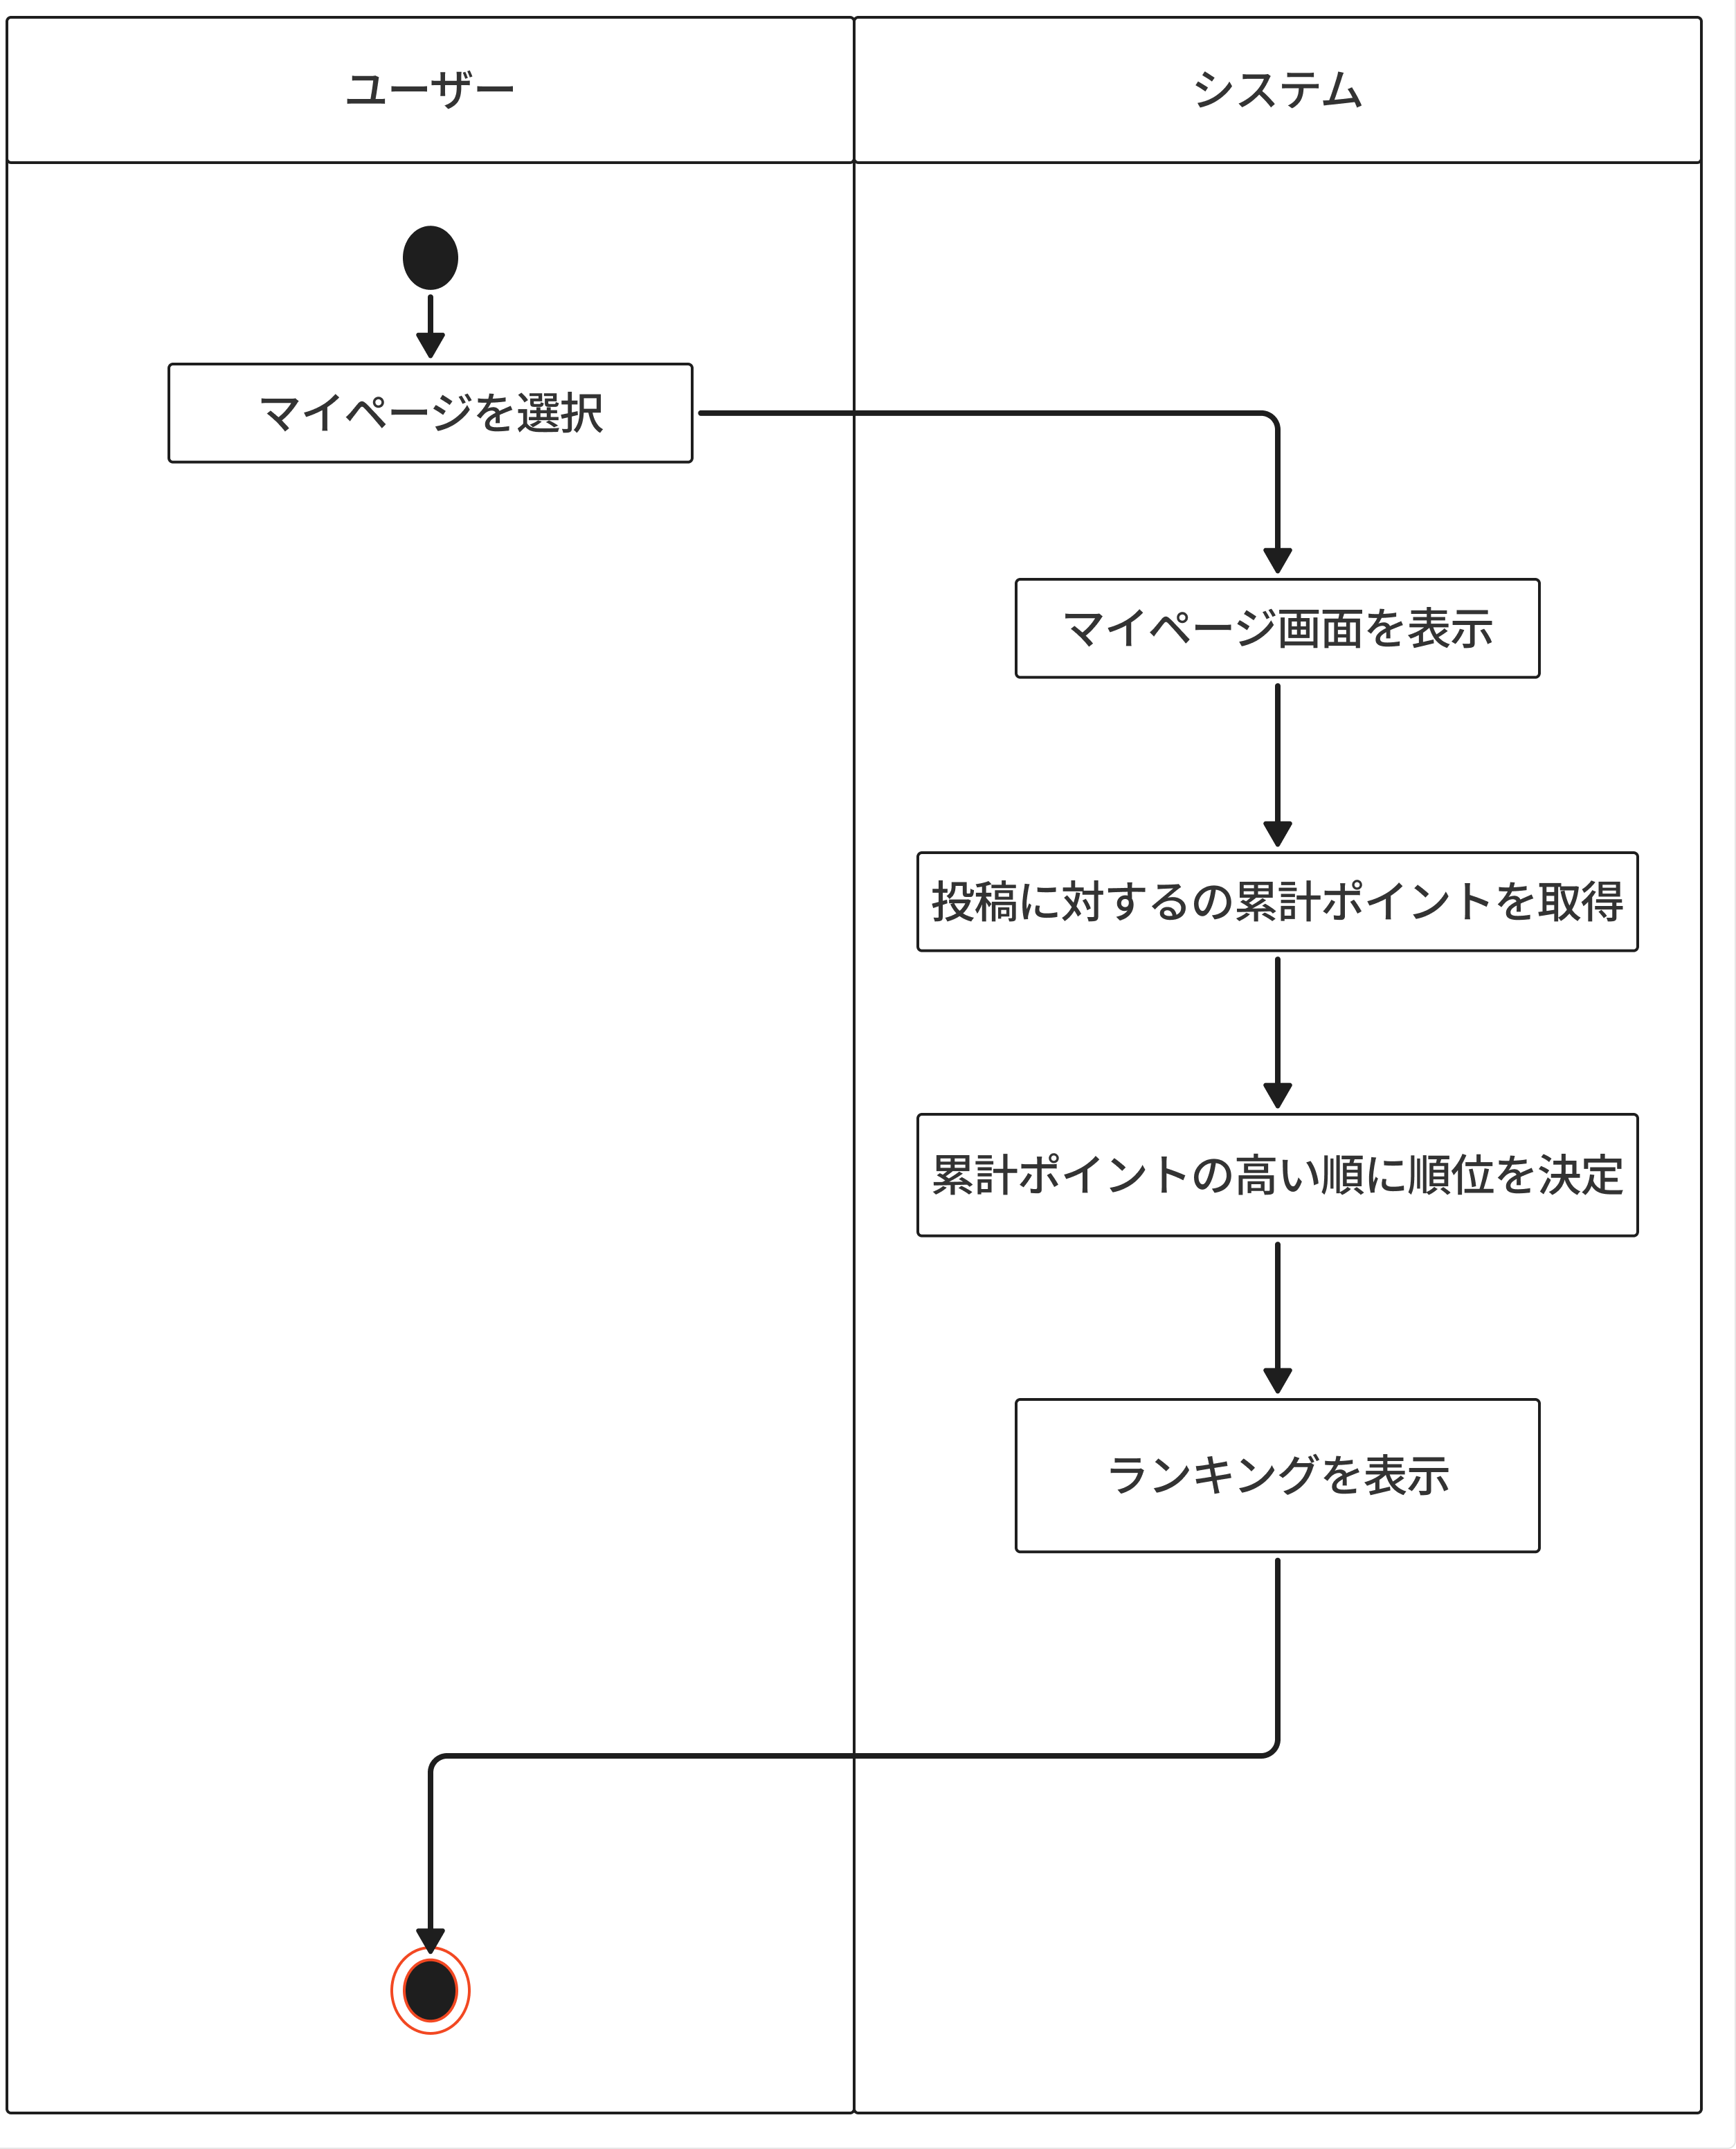 ユーザー
システム
マイページを選択
マイページ画面を表示
投稿に対するの累計ポイントを取得
累計ポイントの高い順に順位を決定
ランキングを表示